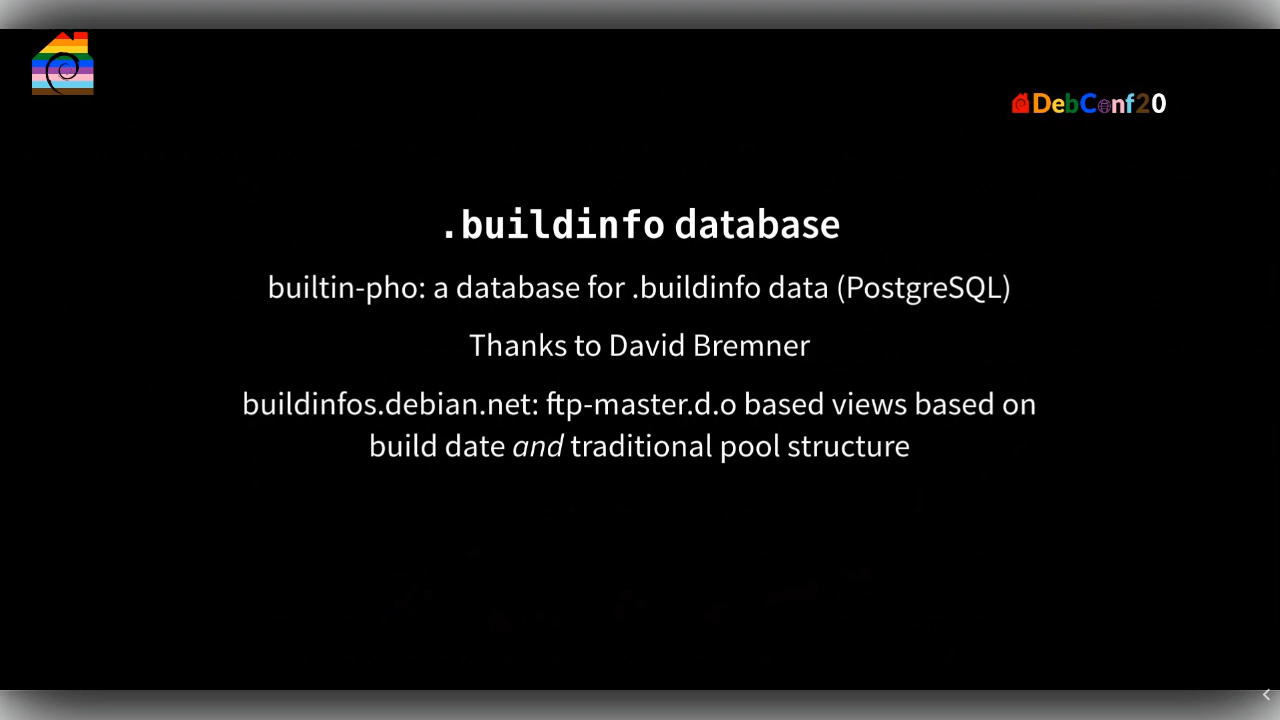 DebConf20
.buildinfo database
builtin-pho: a database for .buildinfo data (PostgreSQL)
Thanks to David Bremner
buildinfos.debian.net: ftp-master.d.o based views based on
build date and traditional pool structure